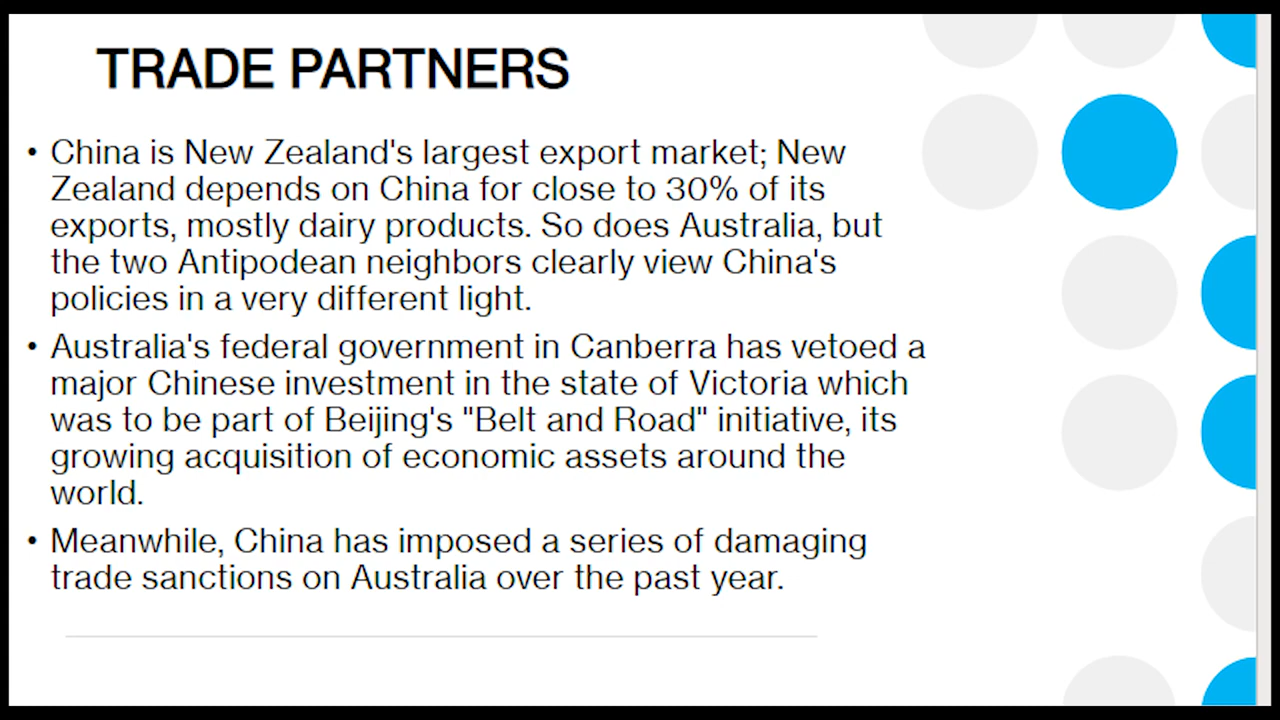 TRADE PARTNERS
• China is New Zealand's largest export market; New
Zealand depends on China for close to 30% of its
exports, mostly dairy products. So does Australia, but
the two Antipodean neighbors clearly view China's
policies in a very different light.
• Australia's federal government in Canberra has vetoed a
major Chinese investment in the state of Victoria which
was to be part of Beijing's "Belt and Road" initiative, its
growing acquisition of economic assets around the
world.
• Meanwhile, China has imposed a series of damaging
trade sanctions on Australia over the past year.